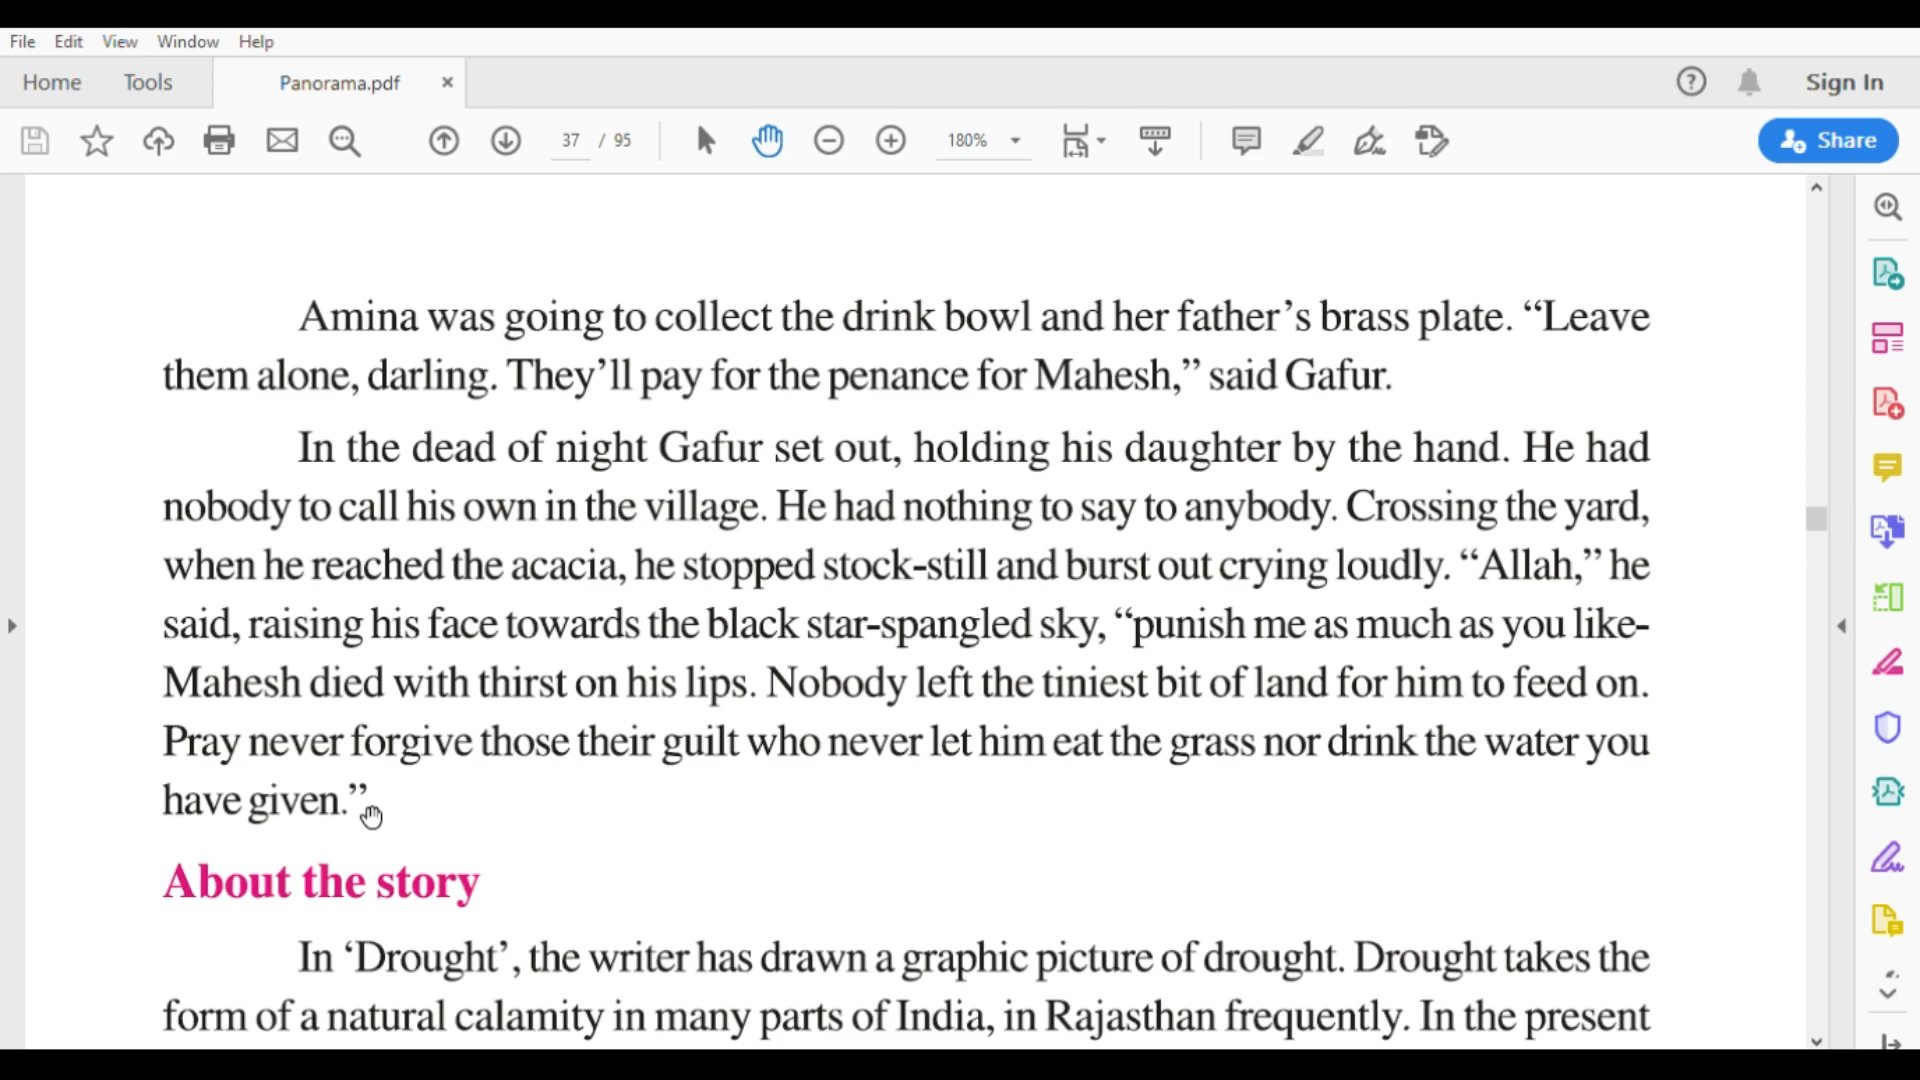 File Edit View Window Help
Home Tools Panorama.pdf × Sign In
37 / 95 180% Share
Amina was going to collect the drink bowl and her father’s brass plate. “Leave
them alone, darling. They’ll pay for the penance for Mahesh,” said Gafur.
In the dead of night Gafur set out, holding his daughter by the hand. He had
nobody to call his own in the village. He had nothing to say to anybody. Crossing the yard,
when he reached the acacia, he stopped stock-still and burst out crying loudly. “Allah,” he
said, raising his face towards the black star-spangled sky, “punish me as much as you like-
Mahesh died with thirst on his lips. Nobody left the tiniest bit of land for him to feed on.
Pray never forgive those their guilt who never let him eat the grass nor drink the water you
have given.”
About the story
In ‘Drought’, the writer has drawn a graphic picture of drought. Drought takes the
form of a natural calamity in many parts of India, in Rajasthan frequently. In the present